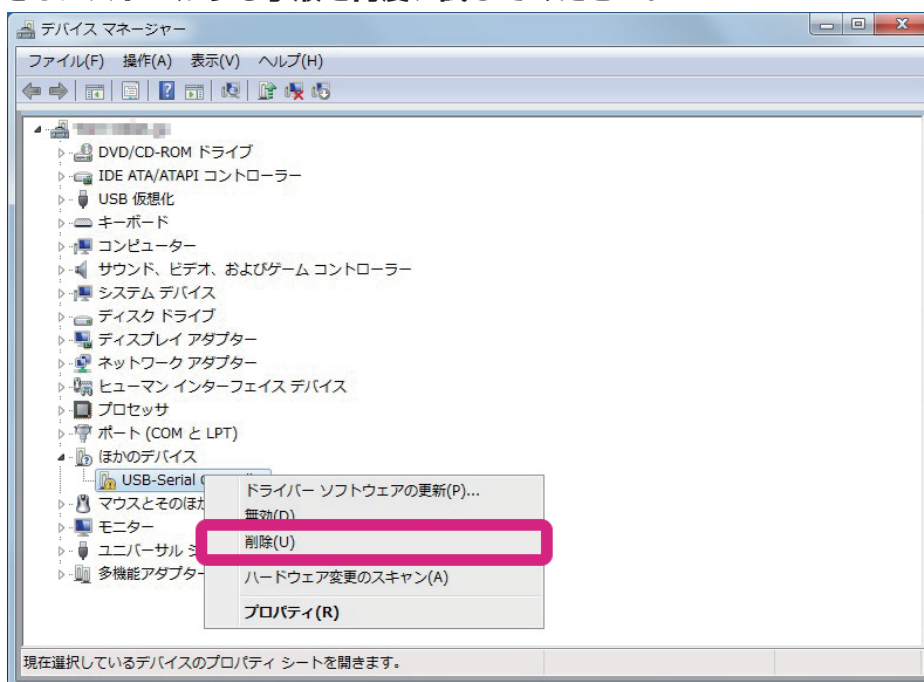 デバイス マネージャー
ファイル(F) 操作(A) 表示(V) ヘルプ(H)
DVD/CD-ROM ドライブ
IDE ATA/ATAPI コントローラー
USB 仮想化
キーボード
コンピューター
サウンド、ビデオ、およびゲーム コントローラー
システム デバイス
ディスク ドライブ
ディスプレイ アダプター
ネットワーク アダプター
ヒューマン インターフェイス デバイス
プロセッサ
ポート (COM と LPT)
ほかのデバイス
USB-Serial
マウスとそのほか
モニター
ユニバーサル
多機能アダプター
ドライバー ソフトウェアの更新(P)...
無効(D)
削除(U)
ハードウェア変更のスキャン(A)
プロパティ(R)
現在選択しているデバイスのプロパティ シートを開きます。